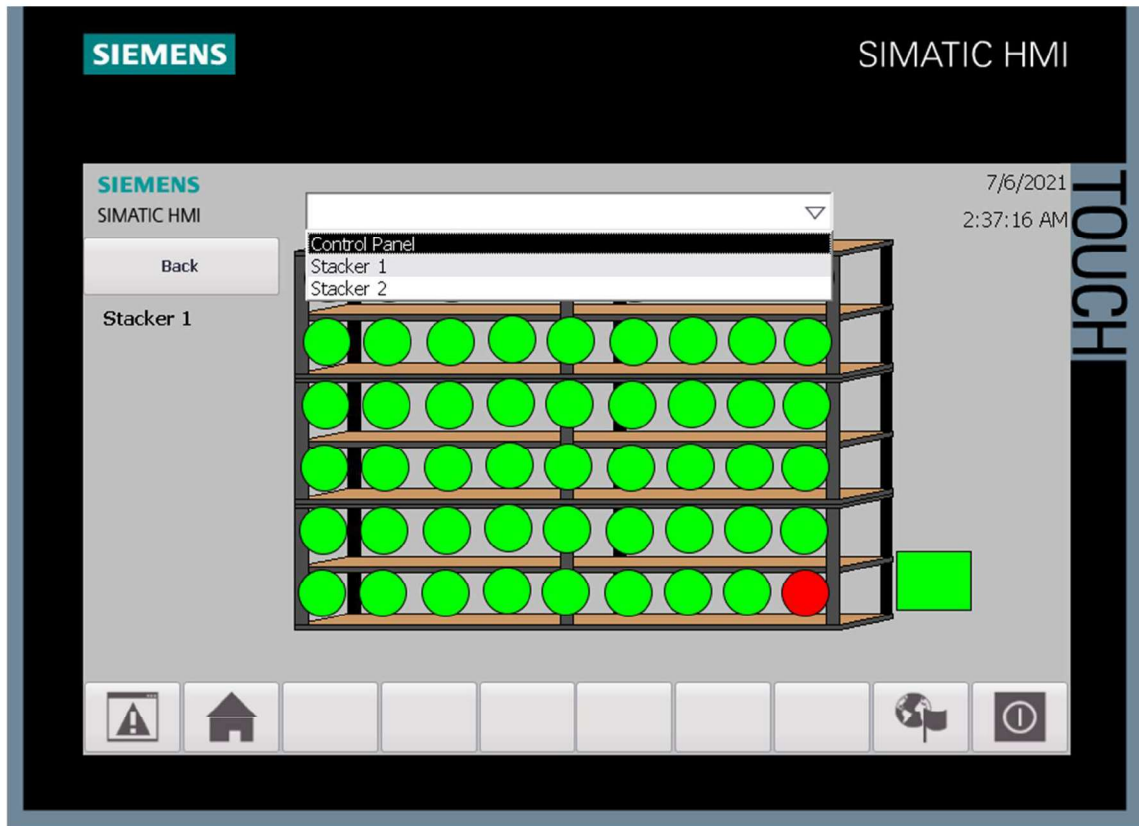 SIEMENS
SIMATIC HMI
TOUCH
SIEMENS
SIMATIC HMI
7/6/2021
2:37:16 AM
Control Panel
Stacker 1
Stacker 2
Back
Stacker 1